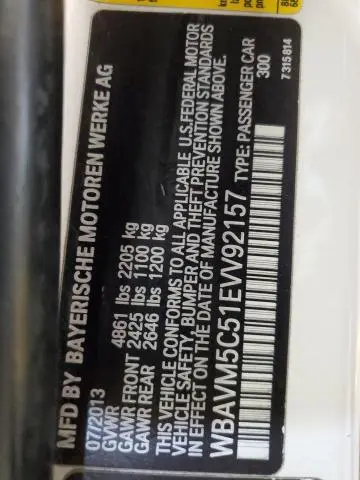 MFD BY BAYERISCHE MOTOREN WERKE AG
07/2013
GVWR 4861 lbs 2205 kg
GAWR FRONT 2425 lbs 1100 kg
GAWR REAR 2646 lbs 1200 kg
THIS VEHICLE CONFORMS TO ALL APPLICABLE U.S. FEDERAL MOTOR
VEHICLE SAFETY, BUMPER AND THEFT PREVENTION STANDARDS
IN EFFECT ON THE DATE OF MANUFACTURE SHOWN ABOVE.
WBAVM5C51EVV92157 TYPE: PASSENGER CAR
300
7 315 814